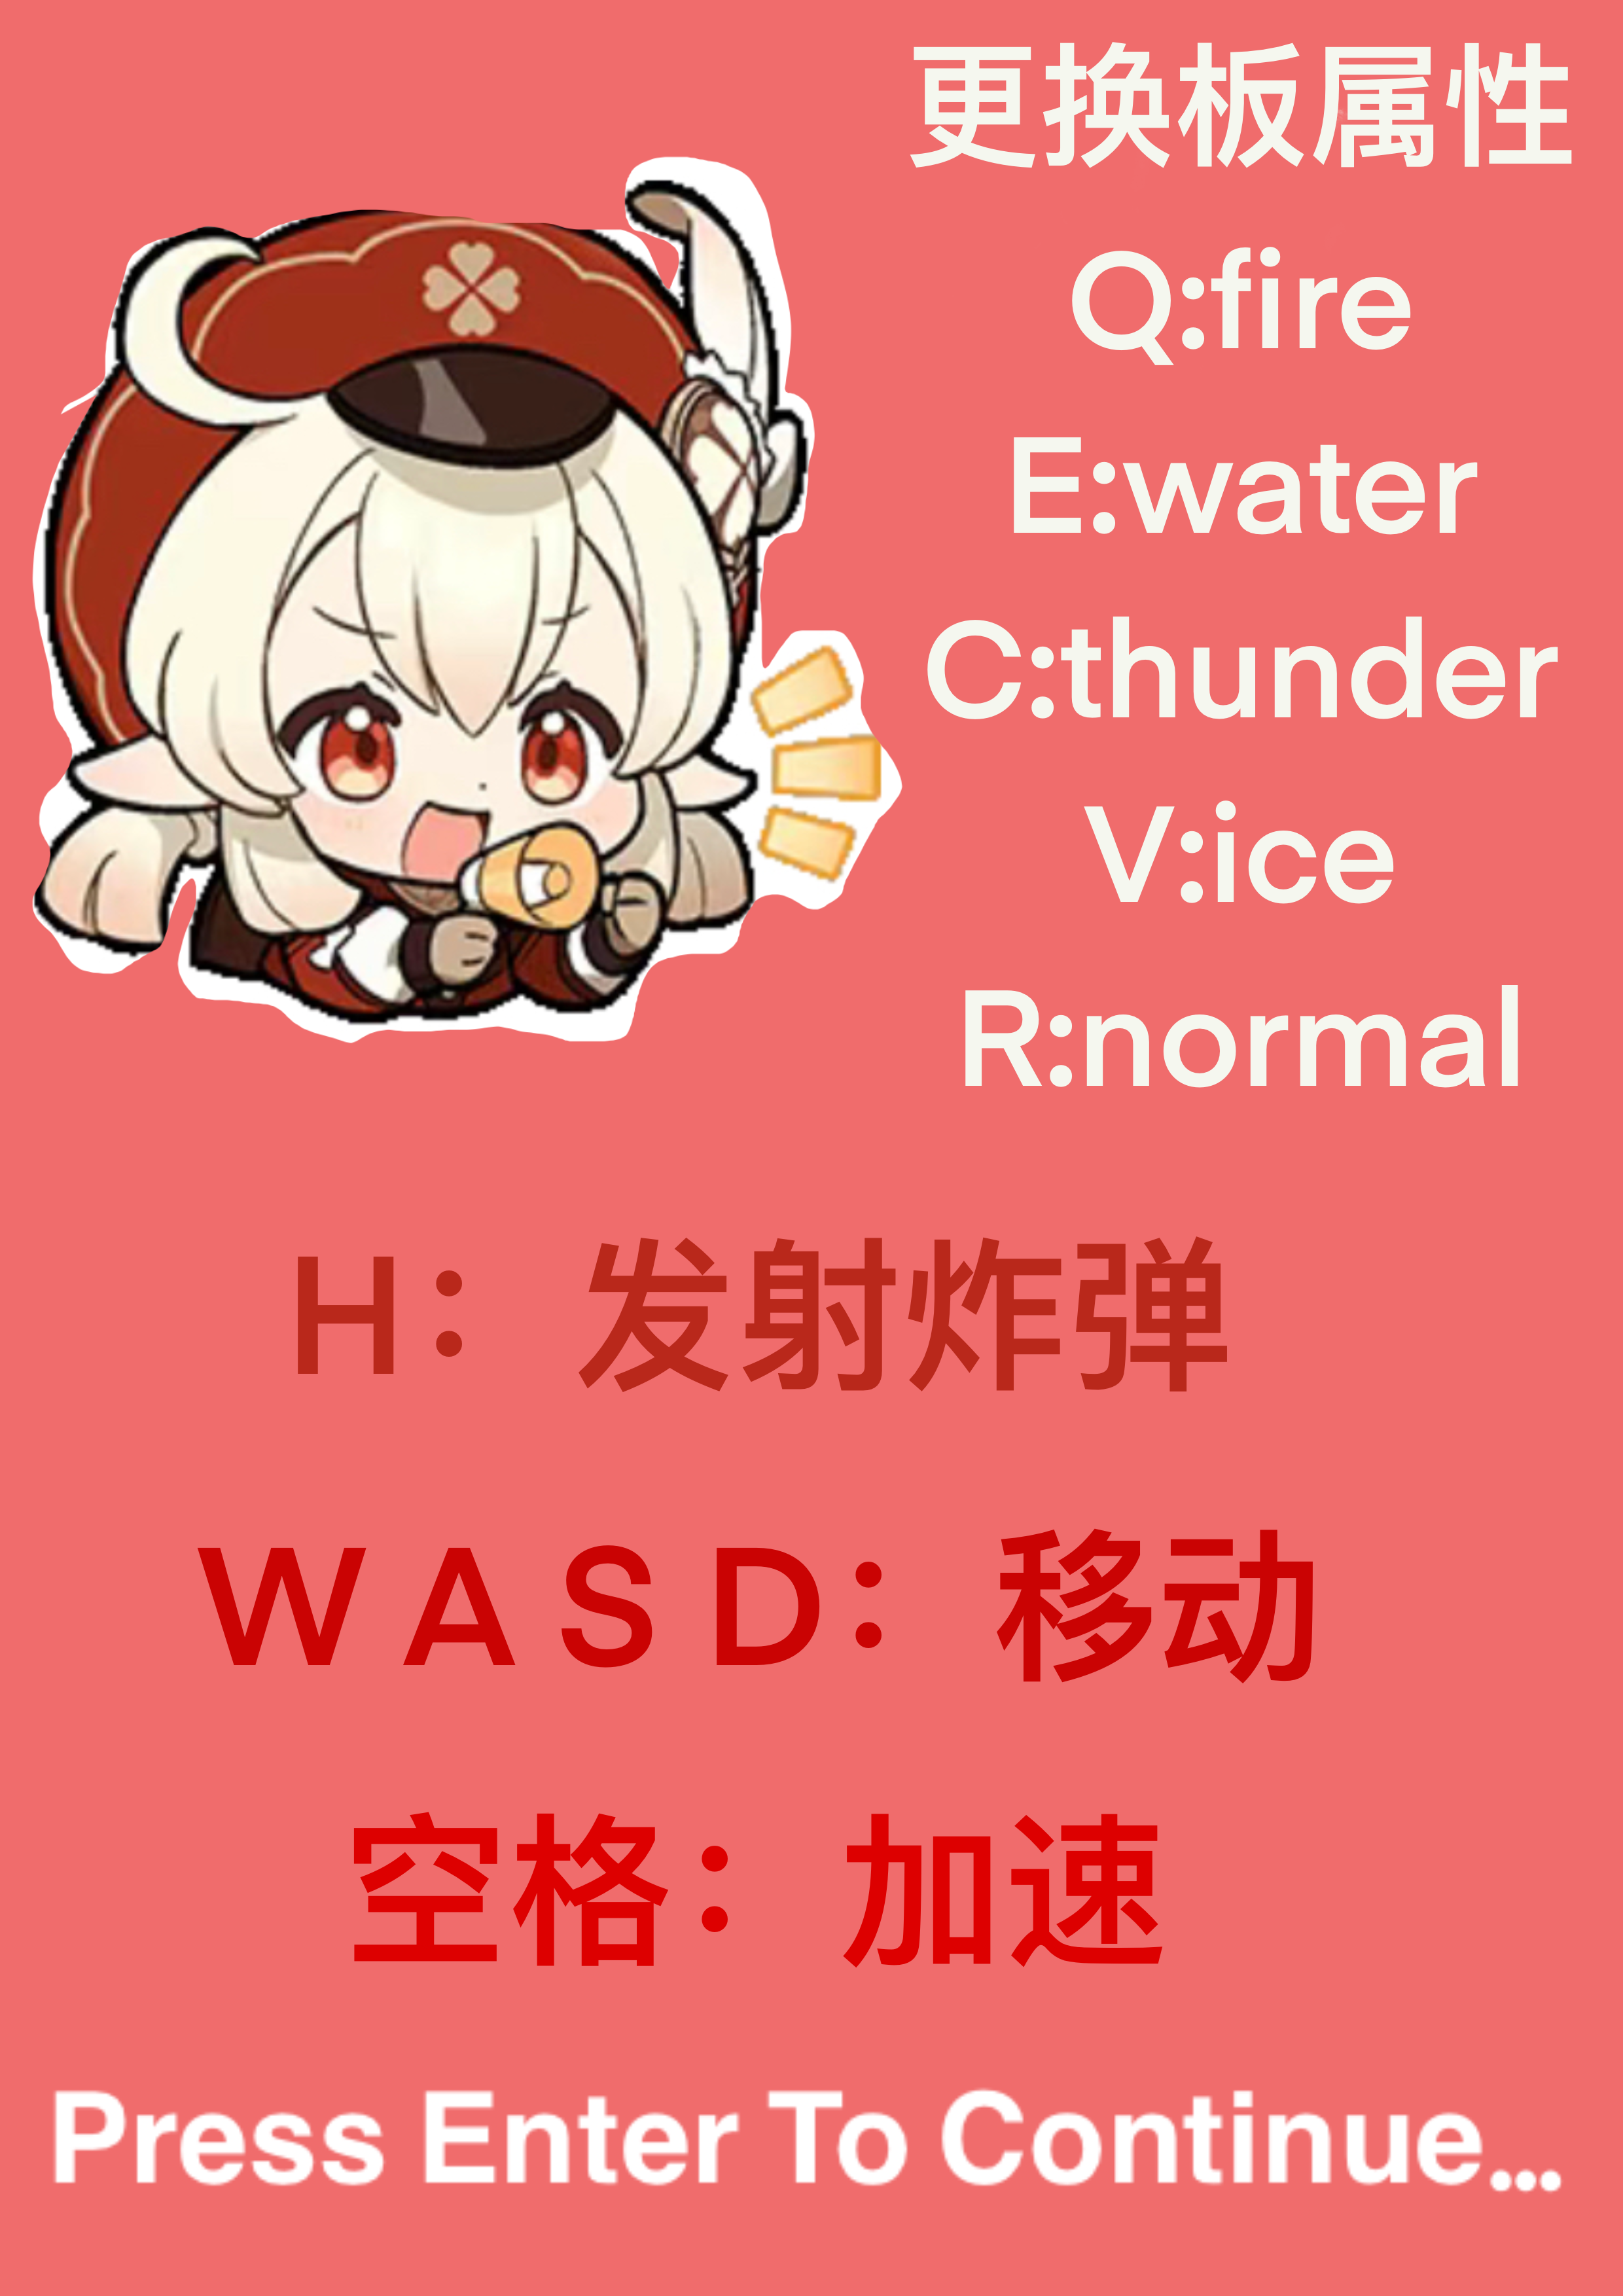 更换板属性
Q:fire
E:water
C:thunder
V:ice
R:normal
H：发射炸弹
W A S D：移动
空格：加速
Press Enter To Continue...